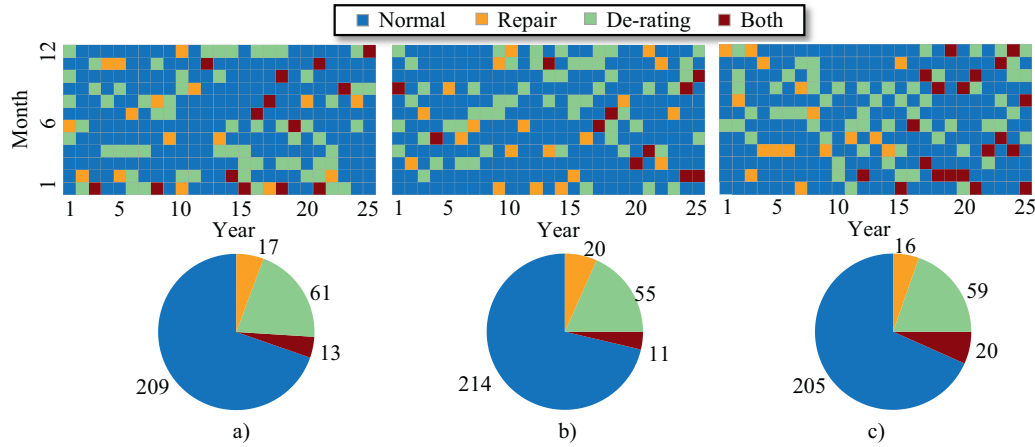 Normal Repair De-rating Both
Month
12
6
1
1 5 10 15 20 25
1 5 10 15 20 25
1 5 10 15 20 25
Year Year Year
17 20 16
61 55 59
13 11 20
209 214 205
a) b) c)